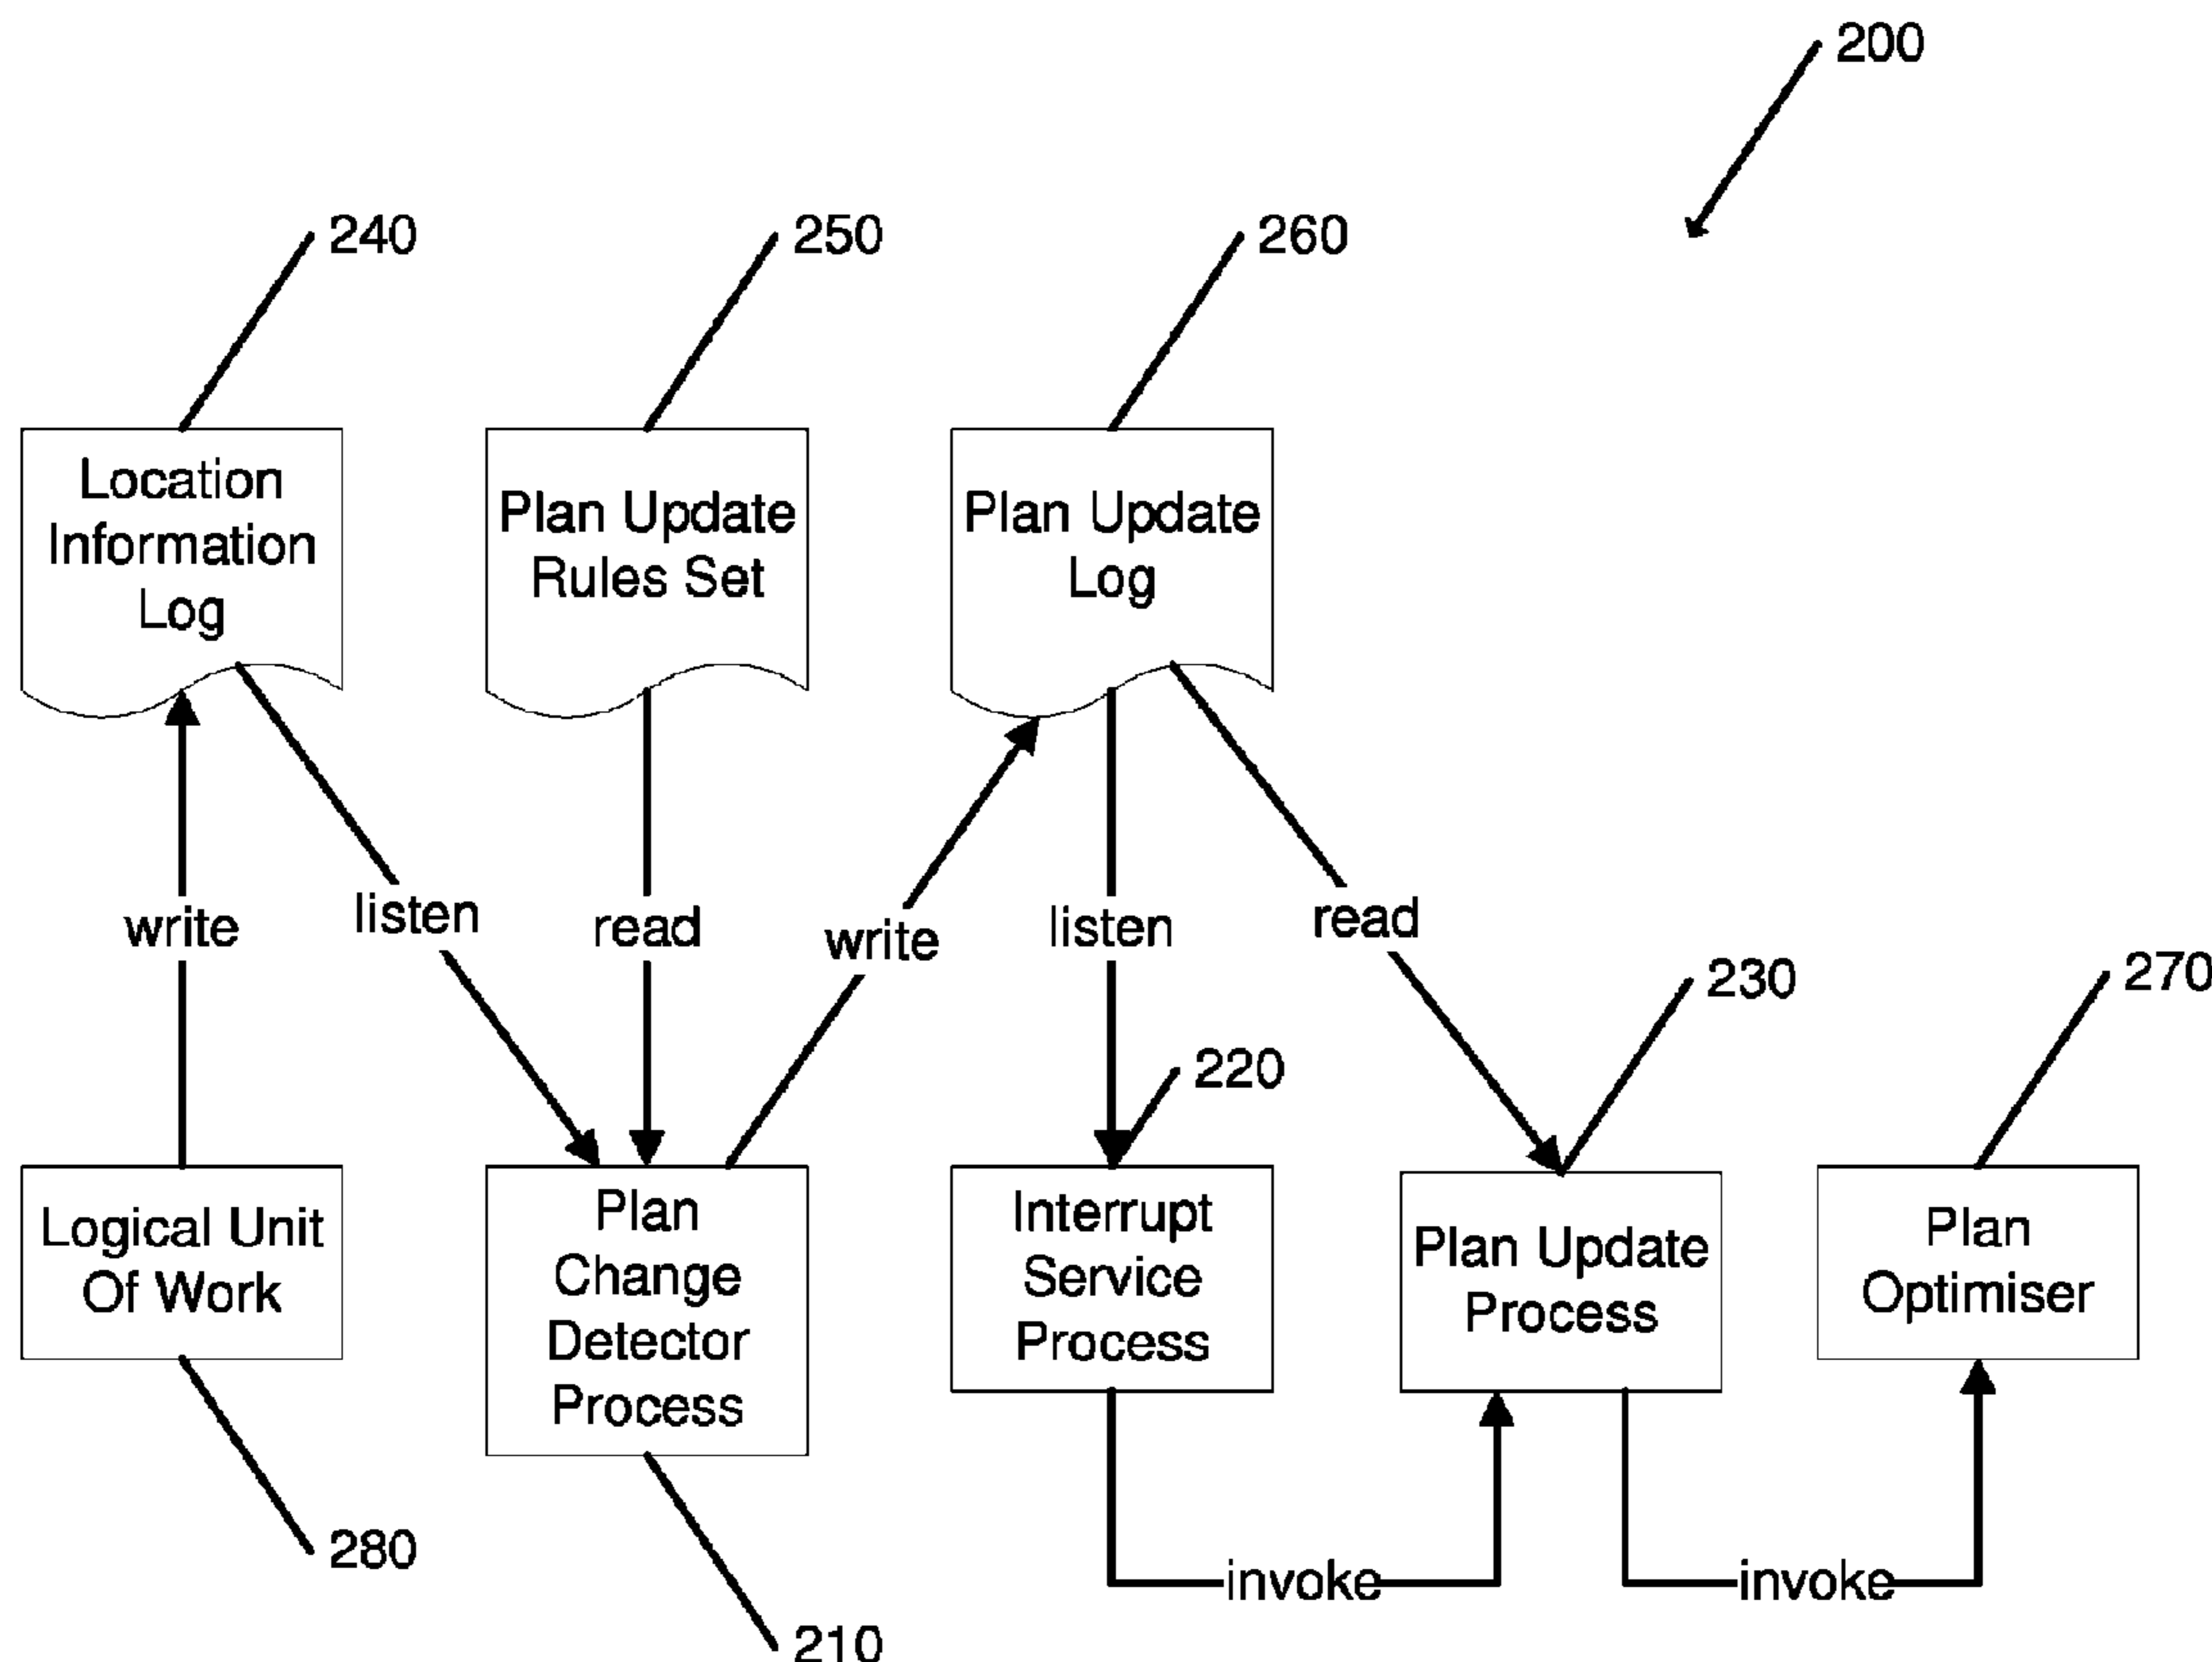 200
240
250
260
Location
Information
Log
Plan Update
Rules Set
Plan Update
Log
write
listen
read
write
listen
read
230
270
220
Logical Unit
Of Work
Plan
Change
Detector
Process
Interrupt
Service
Process
Plan Update
Process
Plan
Optimiser
280
invoke
invoke
210